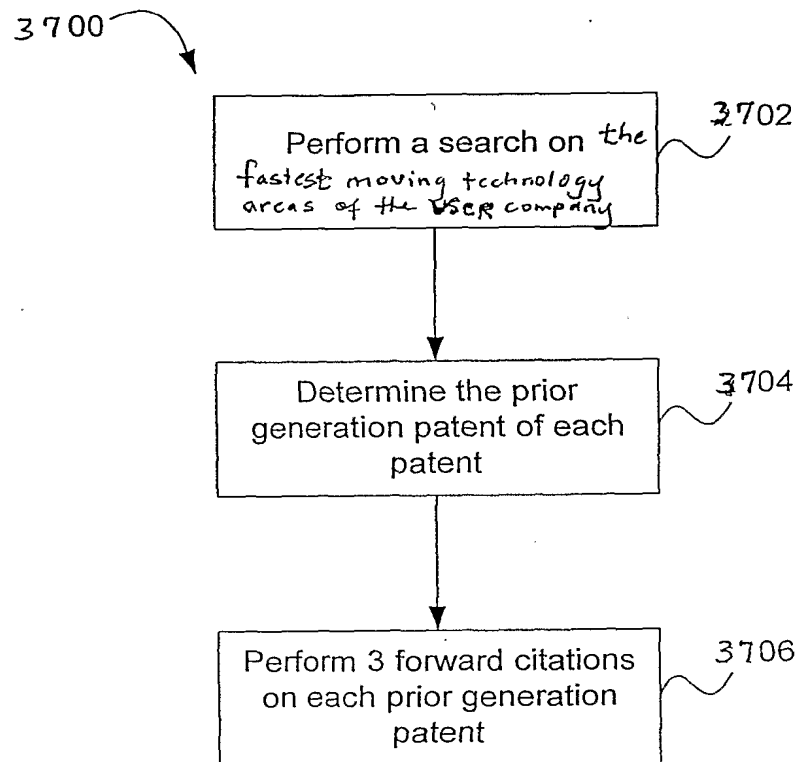 3700
3702
Perform a search on the
fastest moving technology
areas of the USER company
Determine the prior
generation patent of each
patent
3704
Perform 3 forward citations
on each prior generation
patent
3706